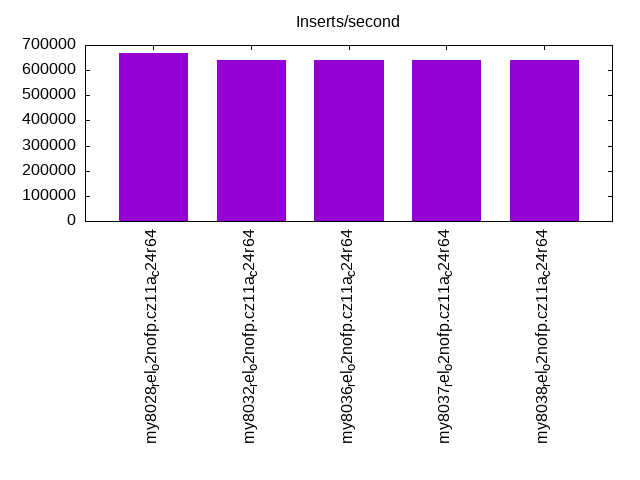 Inserts/second
700000
600000
500000
400000
300000
200000
100000
0
my8028relo2nofp.cz11ac24r64
my8032relo2nofp.cz11ac24r64
my8036relo2nofp.cz11ac24r64
my8037relo2nofp.cz11ac24r64
my8038relo2nofp.cz11ac24r64